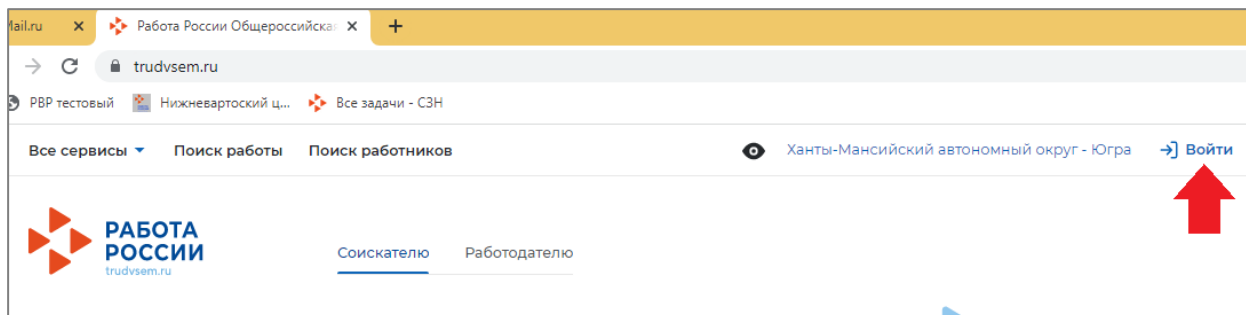 Mail.ru × Работа России Общероссийская × +
trudvsem.ru
РВР тестовый Нижневартоский ц... Все задачи - СЗН
Все сервисы Поиск работы Поиск работников Ханты-Мансийский автономный округ - Югра Войти
РАБОТА
РОССИИ
trudvsem.ru
Соискателю Работодателю